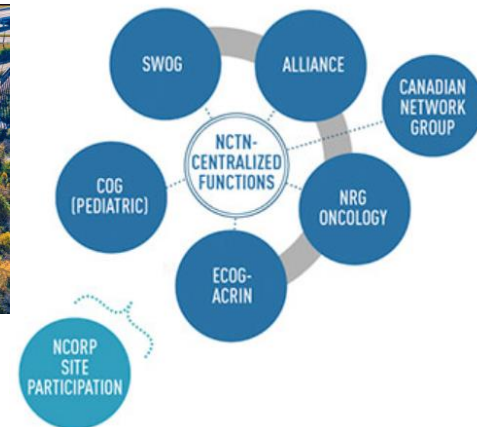 SWOG
ALLIANCE
CANADIAN
NETWORK
GROUP
NCTN-
CENTRALIZED
FUNCTIONS
COG
(PEDIATRIC)
NRG
ONCOLOGY
ECOG-
ACRIN
NCORP
SITE
PARTICIPATION